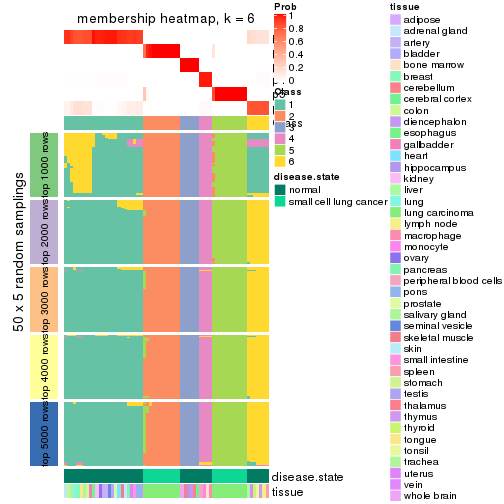 membership heatmap, k = 6
50 x 5 random samplings
top 1000 rows
top 2000 rows
top 3000 rows
top 4000 rows
top 5000 rows
Prob
1
0.8
0.6
0.4
0.2
0
Class
1
2
3
4
5
6
disease.state
normal
small cell lung cancer
disease.state
tissue
tissue
adipose
adrenal gland
artery
bladder
bone marrow
breast
cerebellum
cerebral cortex
colon
diencephalon
esophagus
gallbladder
heart
hippocampus
kidney
liver
lung
lung carcinoma
lymph node
macrophage
monocyte
ovary
pancreas
peripheral blood cells
pons
prostate
salivary gland
seminal vesicle
skeletal muscle
skin
small intestine
spleen
stomach
testis
thalamus
thymus
thyroid
tongue
tonsil
trachea
uterus
vein
whole brain